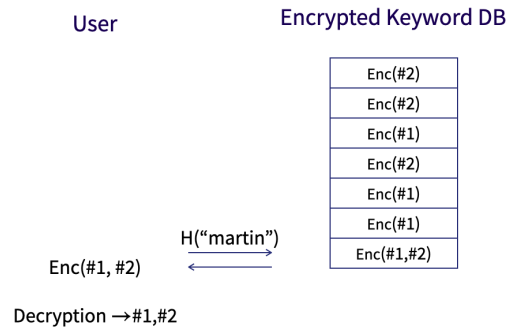 User
Encrypted Keyword DB
Enc(#2)
Enc(#2)
Enc(#1)
Enc(#2)
Enc(#1)
Enc(#1)
Enc(#1,#2)
H(“martin”)
Enc(#1, #2)
Decryption →#1,#2